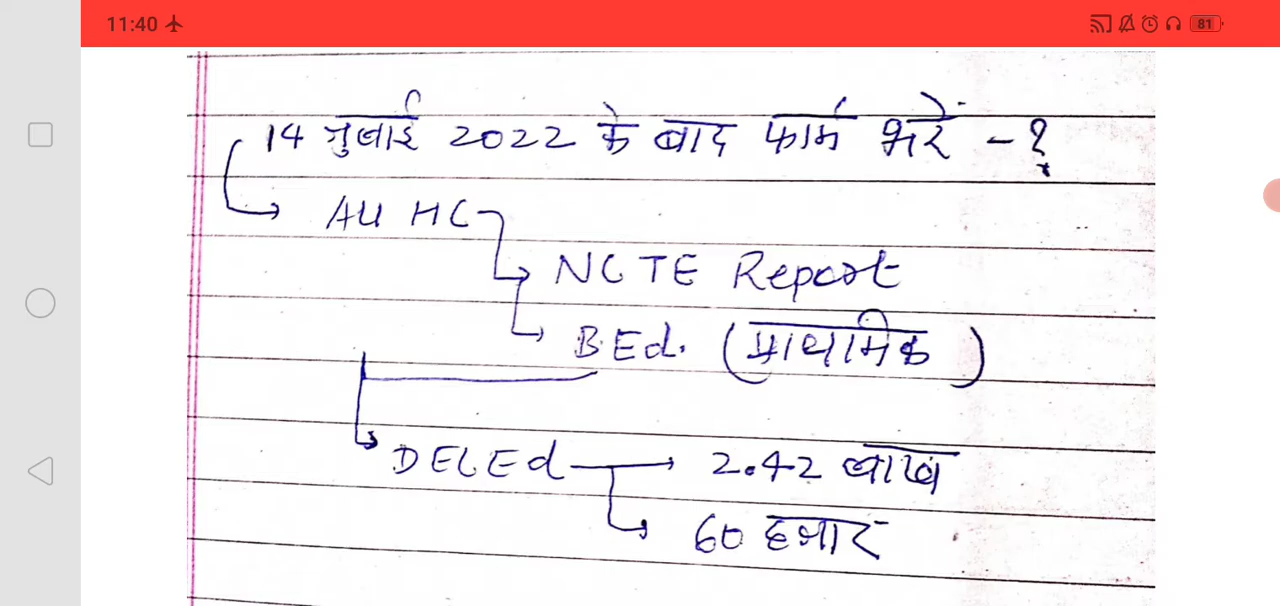 11:40
81
14 जुलाई 2022 के बाद फार्म भरें - ?
AU HC
NCTE Report
B.Ed. (प्राथमिक)
DELEd 2.42 लाख
60 हजार